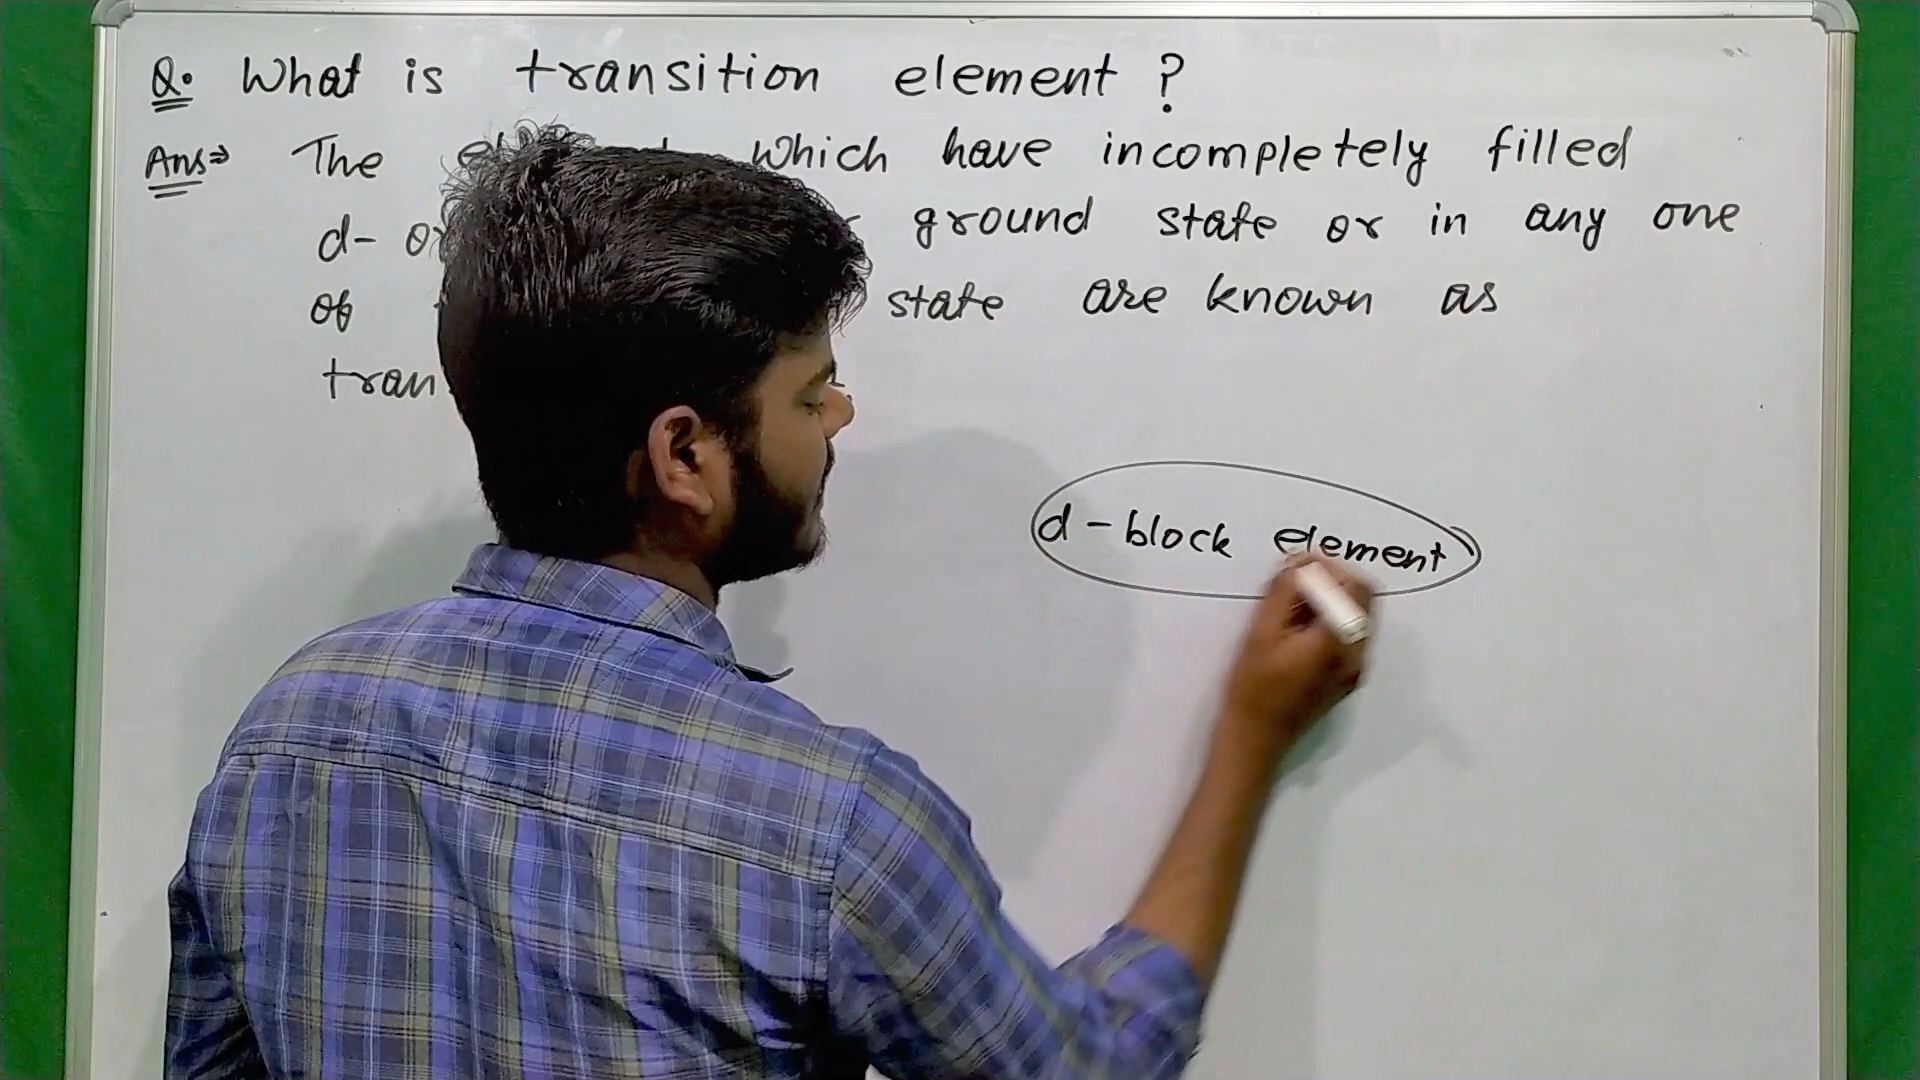 Q. What is transition element ?
Ans⇒ The which have incompletely filled
d- ground state or in any one
of state are known as
tran
d-block element